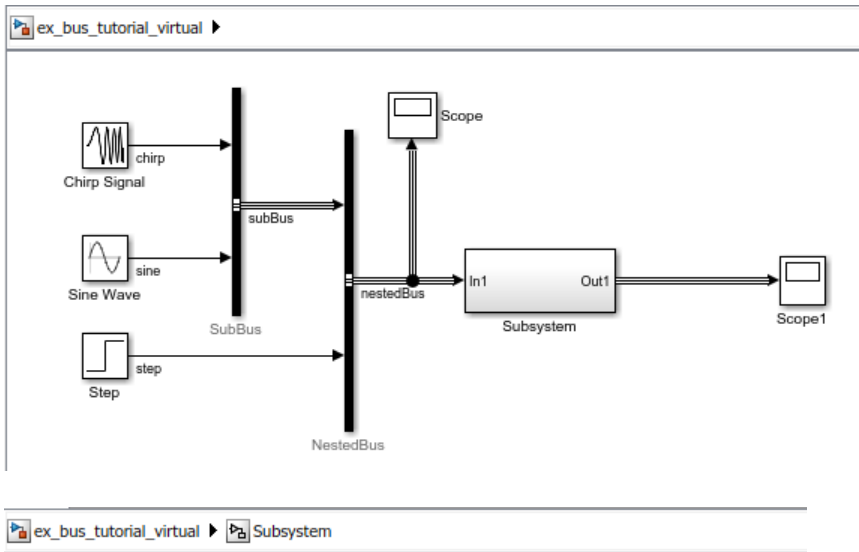 ex_bus_tutorial_virtual
Scope
chirp
Chirp Signal
subBus
sine
Sine Wave
nestedBus
In1 Out1
Subsystem
Scope1
SubBus
step
Step
NestedBus
ex_bus_tutorial_virtual Subsystem